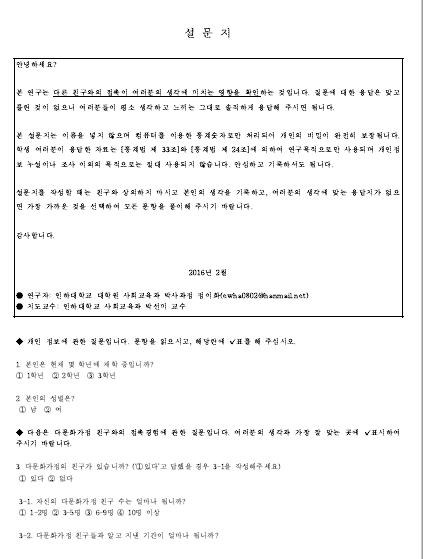 설 문 지
안녕하세요?
본 연구는 다른 친구와의 접촉이 여러분의 생각에 미치는 영향을 확인하는 것입니다. 질문에 대한 응답은 맞고
틀린 것이 없으니 여러분들이 평소 생각하고 느끼는 그대로 솔직하게 응답해 주시면 됩니다.
본 설문지는 이름을 넣지 않으며 컴퓨터를 이용한 통계숫자로만 처리되어 개인의 비밀이 완전히 보장됩니다.
학생 여러분이 응답한 자료는 [통계법 제 33조]와 [통계법 제 24조]에 의하여 연구목적으로만 사용되며 개인정
보 누설이나 조사 이외의 목적으로는 절대 사용되지 않습니다. 안심하고 기록하셔도 됩니다.
설문지를 작성할 때는 친구와 상의하지 마시고 본인의 생각을 기록하고, 여러분의 생각에 맞는 응답지가 없으
면 가장 가까운 것을 선택하여 모든 문항을 풀이해 주시기 바랍니다.
감사합니다.
2016년 2월
● 연구자: 인하대학교 대학원 사회교육과 박사과정 정이화(ewha0802@hanmail.net)
● 지도교수: 인하대학교 사회교육과 박선미 교수
◆ 개인 정보에 관한 질문입니다. 문항을 읽으시고, 해당란에 ✓표를 해 주십시오.
1. 본인은 현재 몇 학년에 재학 중입니까?
① 1학년 ② 2학년 ③ 3학년
2. 본인의 성별은?
① 남 ② 여
◆ 다음은 다문화가정 친구와의 접촉경험에 관한 질문입니다. 여러분의 생각과 가장 잘 맞는 곳에 ✓표시하여
주시기 바랍니다.
3. 다문화가정의 친구가 있습니까? ('①있다'고 답했을 경우 3-1을 작성해주세요)
① 있다 ② 없다
3-1. 자신의 다문화가정 친구 수는 얼마나 됩니까?
① 1-2명 ② 3-5명 ③ 6-9명 ④ 10명 이상
3-2. 다문화가정 친구들과 알고 지낸 기간이 얼마나 됩니까?